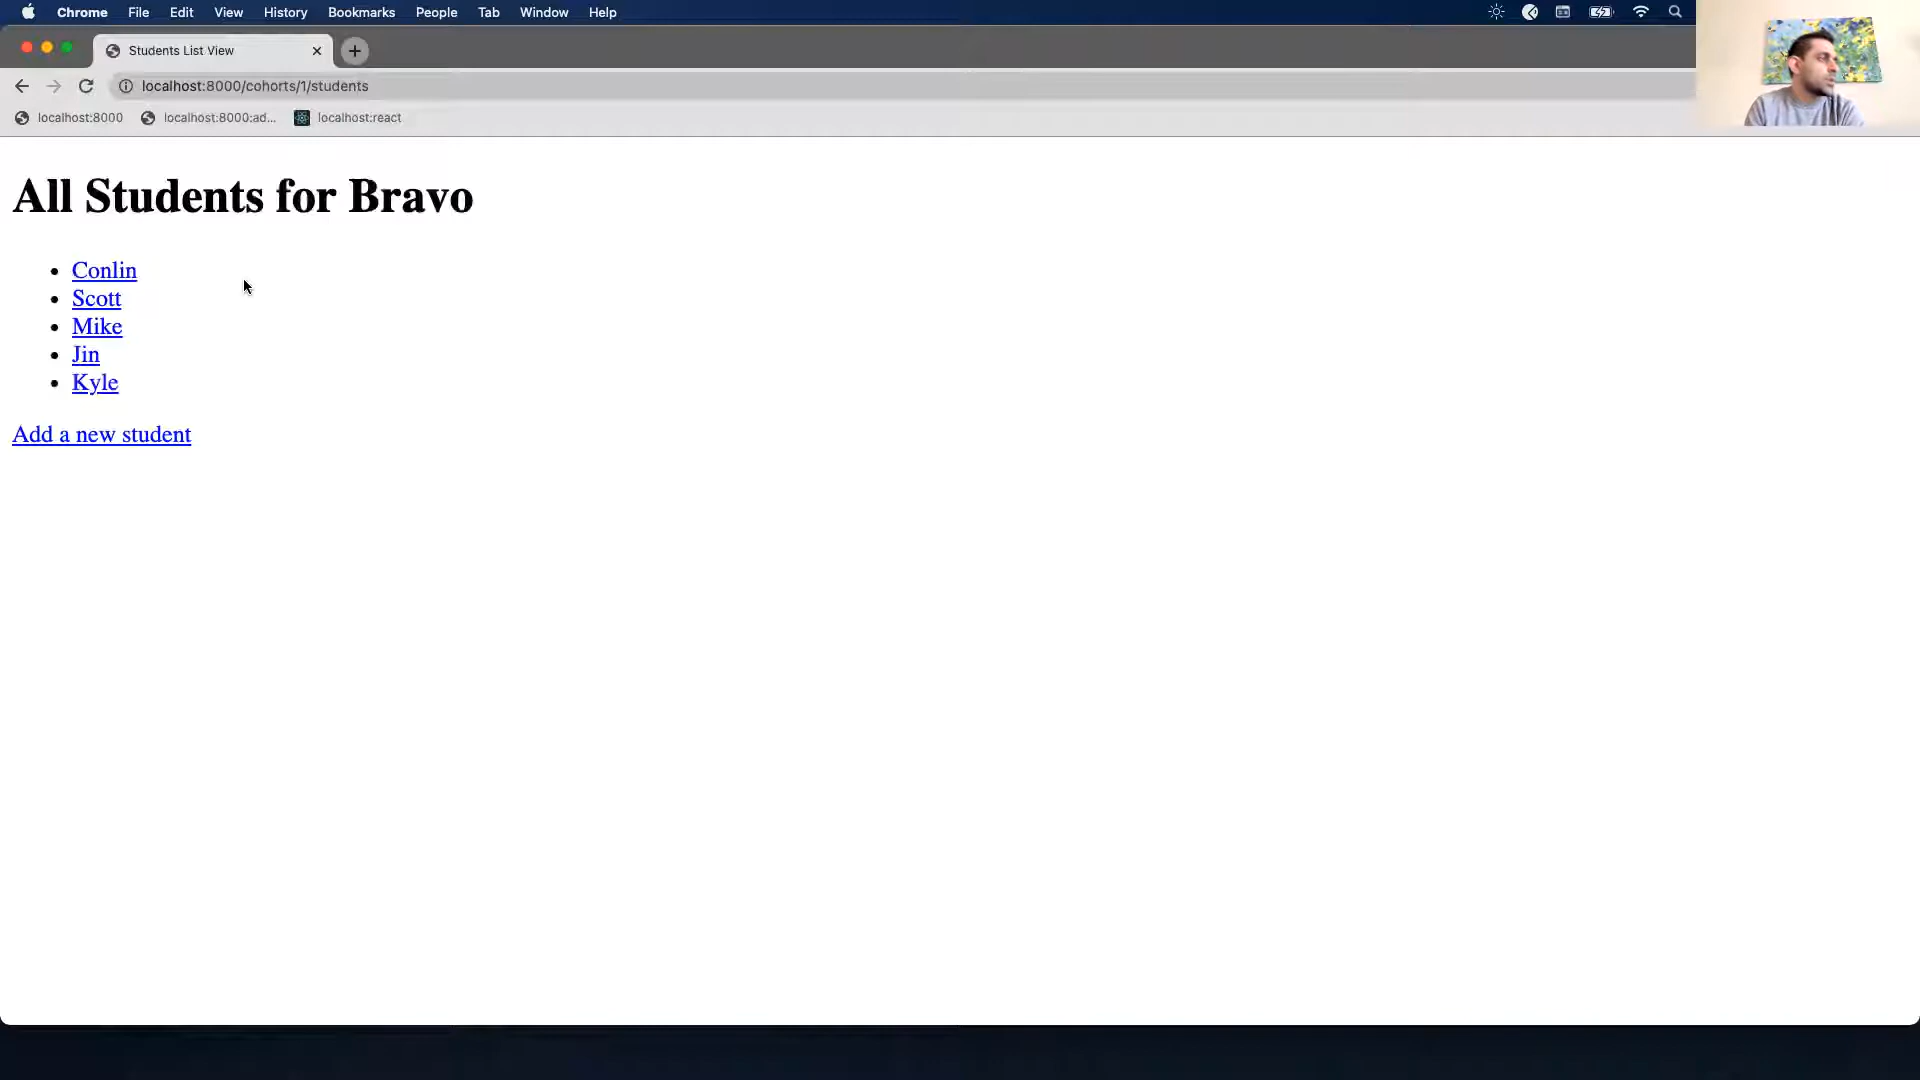 Chrome File Edit View History Bookmarks People Tab Window Help
Students List View
localhost:8000/cohorts/1/students
localhost:8000 localhost:8000:ad... localhost:react
All Students for Bravo
Conlin
Scott
Mike
Jin
Kyle
Add a new student